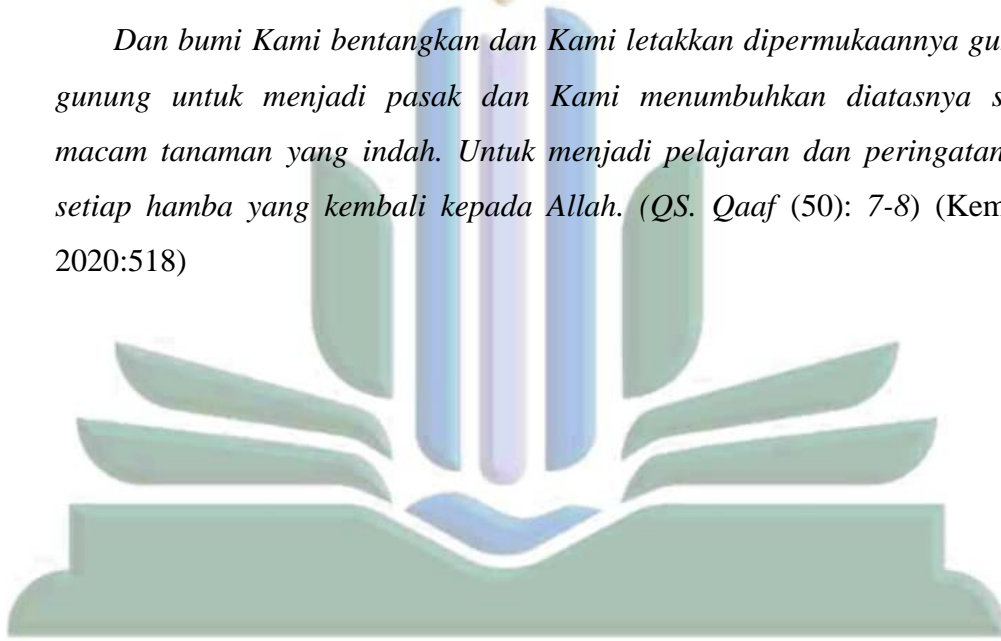 Dan bumi Kami bentangkan dan Kami letakkan dipermukaannya
gunung untuk menjadi pasak dan Kami menumbuhkan diatasnya
macam tanaman yang indah. Untuk menjadi pelajaran dan peringatan
setiap hamba yang kembali kepada Allah. (QS. Qaaf (50): 7-8)
2020:518)